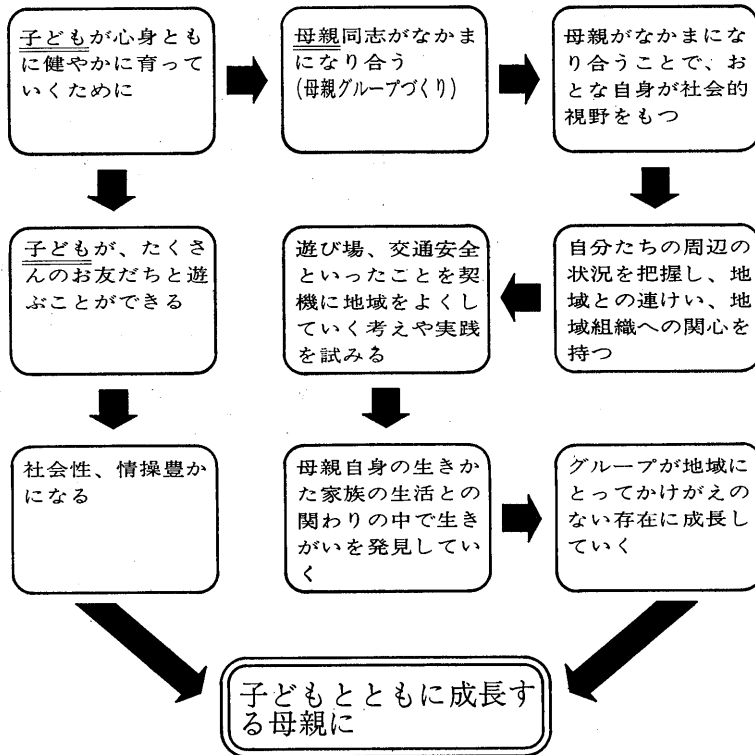 子どもが心身とも
に健やかに育って
いくために
母親同志がなかま
になり合う
(母親グループづくり)
母親がなかまにな
り合うことで、お
とな自身が社会的
視野をもつ
子どもが、たくさ
んのお友だちと遊
ぶことができる
遊び場、交通安全
といったことを契
機に地域をよくし
ていく考えや実践
を試みる
自分たちの周辺の
状況を把握し、地
域との連けい、地
域組織への関心を
持つ
社会性、情操豊か
になる
母親自身の生きか
た家族の生活との
関わりの中で生き
がいを発見してい
く
グループが地域に
とってかけがえの
ない存在に成長し
ていく
子どもとともに成長す
る母親に